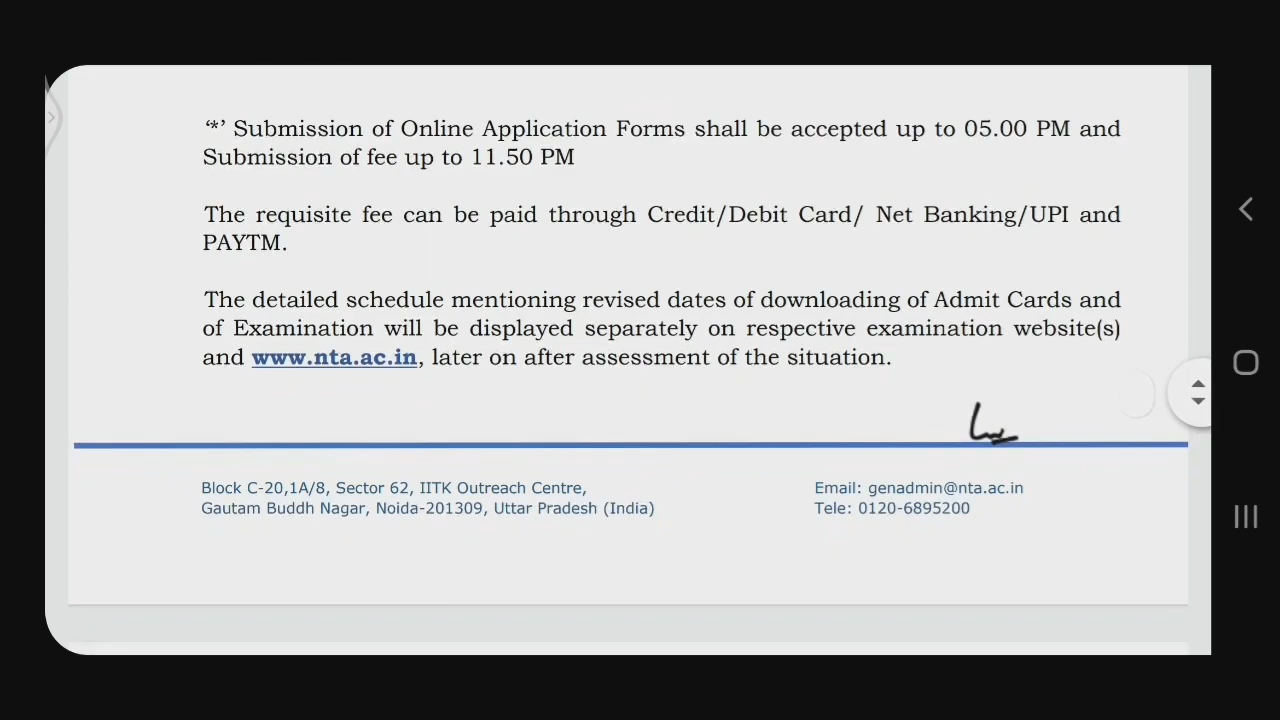 ‘*’ Submission of Online Application Forms shall be accepted up to 05.00 PM and
Submission of fee up to 11.50 PM
The requisite fee can be paid through Credit/Debit Card/ Net Banking/UPI and
PAYTM.
The detailed schedule mentioning revised dates of downloading of Admit Cards and
of Examination will be displayed separately on respective examination website(s)
and www.nta.ac.in, later on after assessment of the situation.
Block C-20,1A/8, Sector 62, IITK Outreach Centre,
Gautam Buddh Nagar, Noida-201309, Uttar Pradesh (India)
Email: genadmin@nta.ac.in
Tele: 0120-6895200